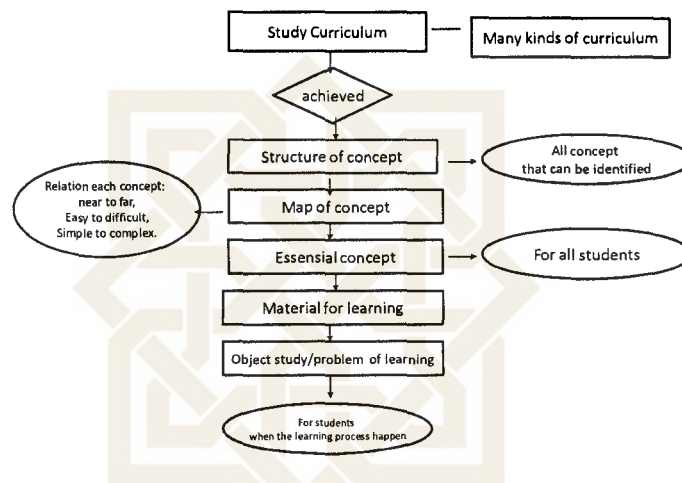 Study Curriculum
Many kinds of curriculum
achieved
Structure of concept
All concept
that can be identified
Relation each concept:
near to far,
Easy to difficult,
Simple to complex.
Map of concept
Essensial concept
For all students
Material for learning
Object study/problem of learning
For students
when the learning process happen